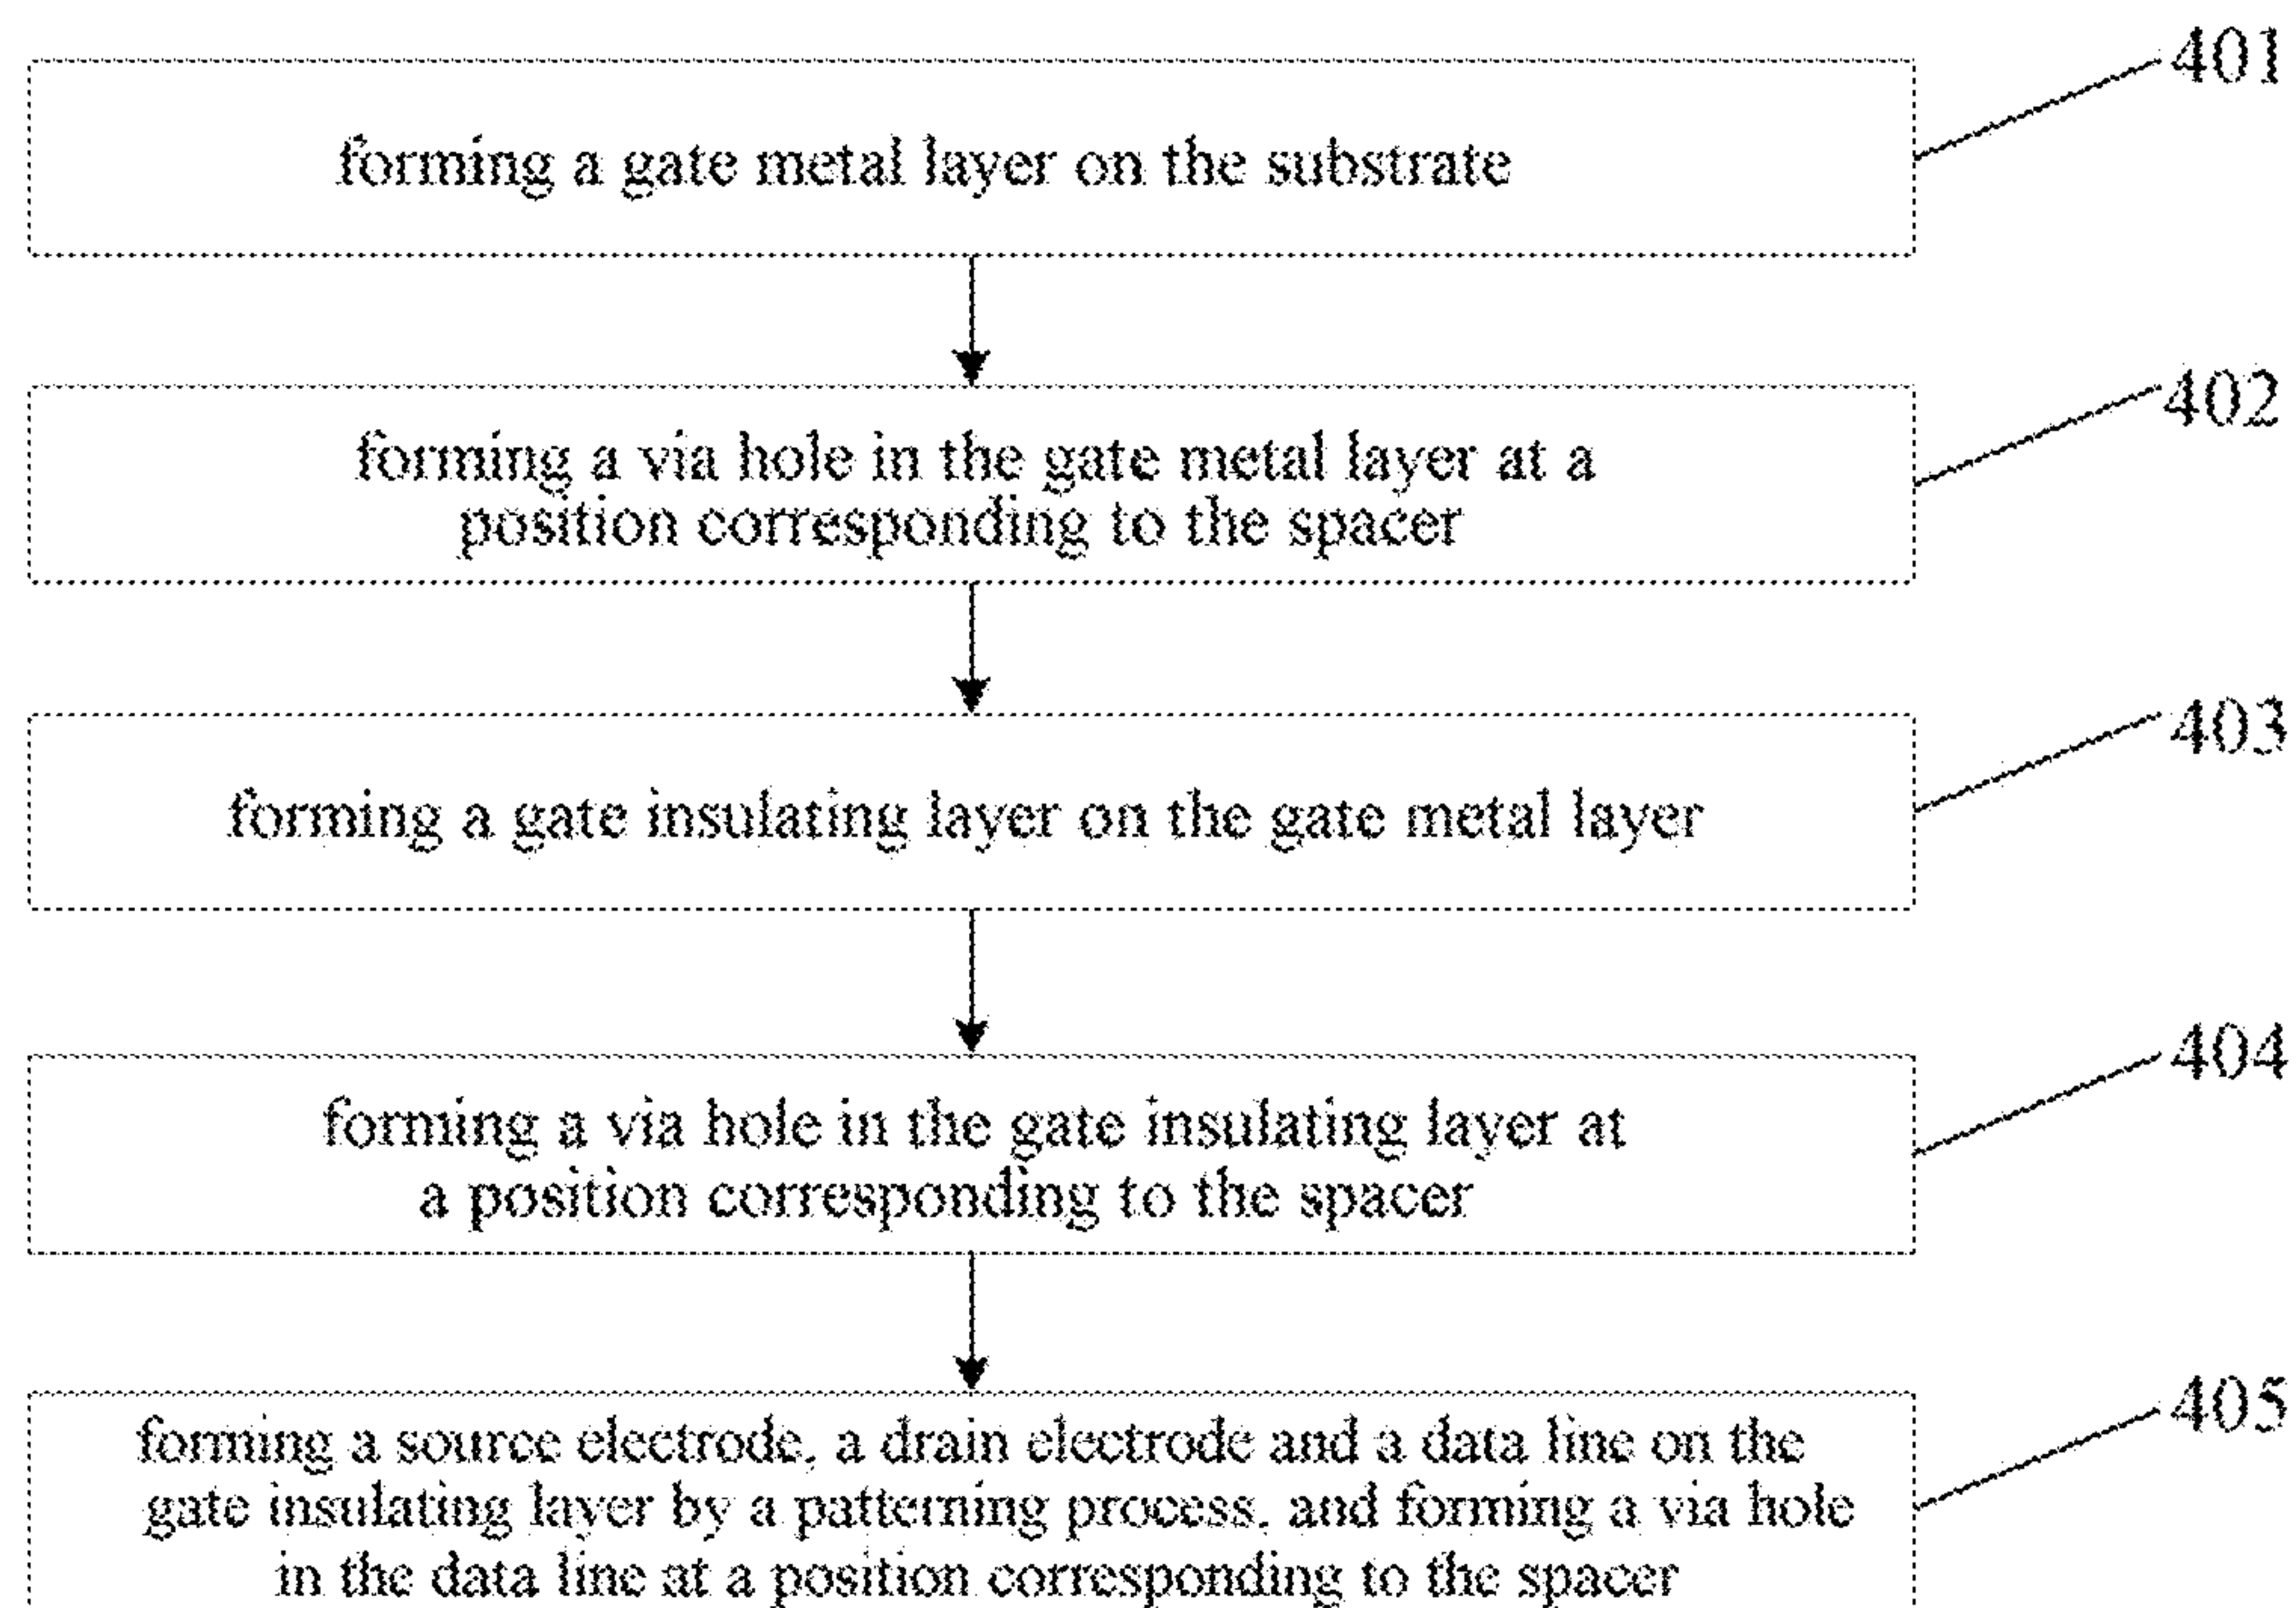 401
forming a gate metal layer on the substrate
402
forming a via hole in the gate metal layer at a
position corresponding to the spacer
403
forming a gate insulating layer on the gate metal layer
404
forming a via hole in the gate insulating layer at
a position corresponding to the spacer
405
forming a source electrode, a drain electrode and a data line on the
gate insulating layer by a patterning process, and forming a via hole
in the data line at a position corresponding to the spacer